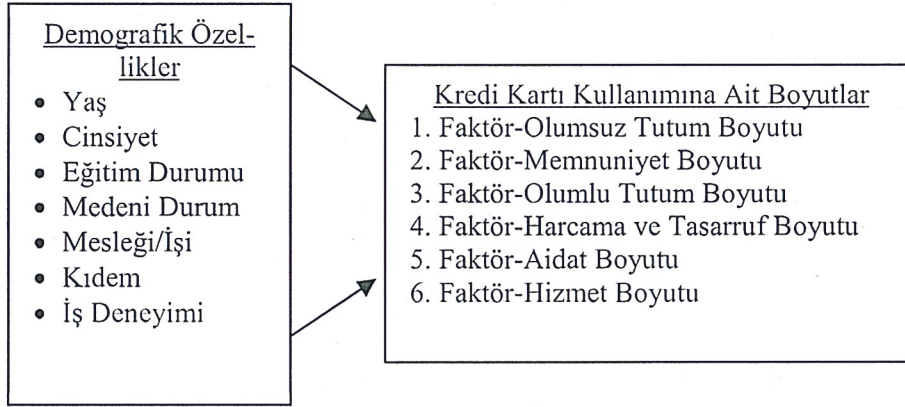 Demografik Özel-
likler
• Yaş
• Cinsiyet
• Eğitim Durumu
• Medeni Durum
• Mesleği/İşi
• Kıdem
• İş Deneyimi
Kredi Kartı Kullanımına Ait Boyutlar
1. Faktör-Olumsuz Tutum Boyutu
2. Faktör-Memnuniyet Boyutu
3. Faktör-Olumlu Tutum Boyutu
4. Faktör-Harcama ve Tasarruf Boyutu
5. Faktör-Aidat Boyutu
6. Faktör-Hizmet Boyutu